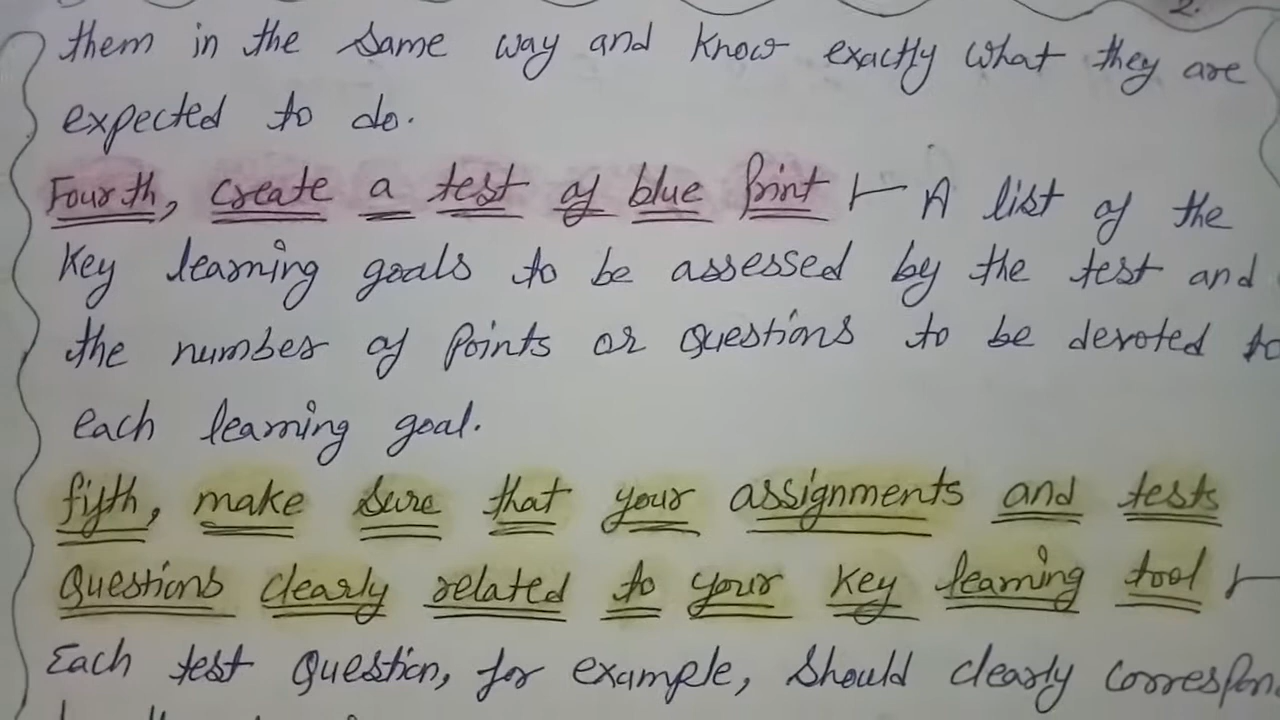 2.
them in the same way and know exactly what they are
expected to do.
Fourth, create a test of blue print :- A list of the
key learning goals to be assessed by the test and
the number of points or questions to be devoted to
each learning goal.
fifth, make sure that your assignments and tests
questions clearly related to your key learning tool :-
Each test question, for example, should clearly correspon